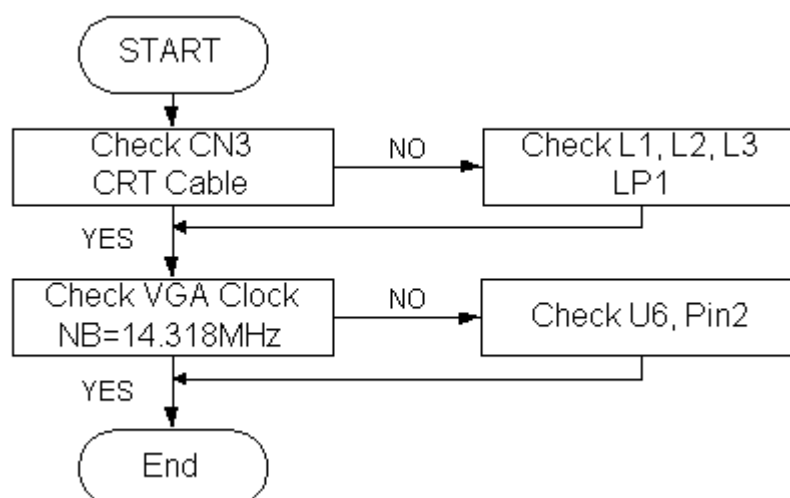 START
Check CN3
CRT Cable
NO
Check L1, L2, L3
LP1
YES
Check VGA Clock
NB=14.318MHz
NO
Check U6, Pin2
YES
End